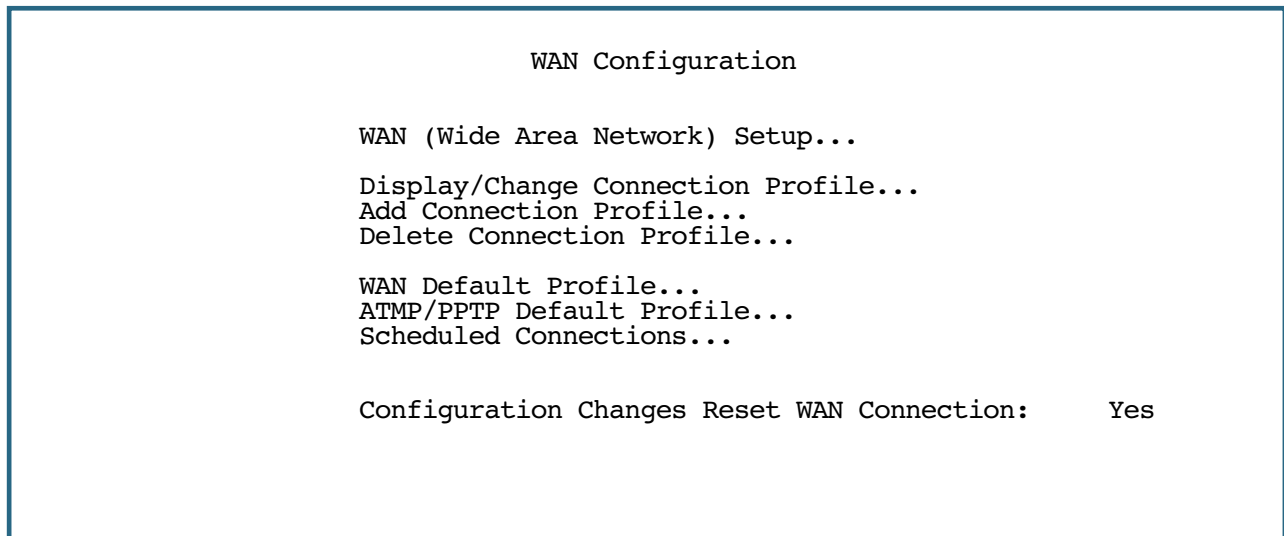 WAN Configuration
WAN (Wide Area Network) Setup...
Display/Change Connection Profile...
Add Connection Profile...
Delete Connection Profile...
WAN Default Profile...
ATMP/PPTP Default Profile...
Scheduled Connections...
Configuration Changes Reset WAN Connection: Yes